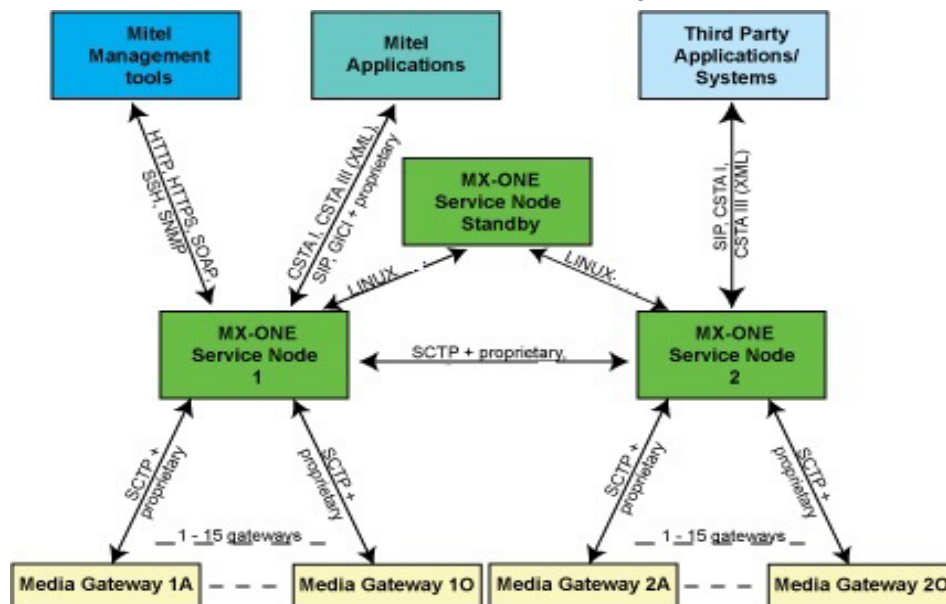 Mitel
Management
tools
Mitel
Applications
Third Party
Applications/
Systems
HTTP, HTTPS, SOAP,
SSH, SNMP
CSTA I, CSTA III (XML),
SIP, GICI + proprietary
MX-ONE
Service Node
Standby
SIP, CSTA I,
CSTA III (XML)
LINUX
LINUX
MX-ONE
Service Node
1
SCTP + proprietary,
MX-ONE
Service Node
2
SCTP +
proprietary
SCTP +
proprietary
SCTP +
proprietary
SCTP +
proprietary
1 - 15 gateways
1 - 15 gateways
Media Gateway 1A
Media Gateway 1O
Media Gateway 2A
Media Gateway 2O